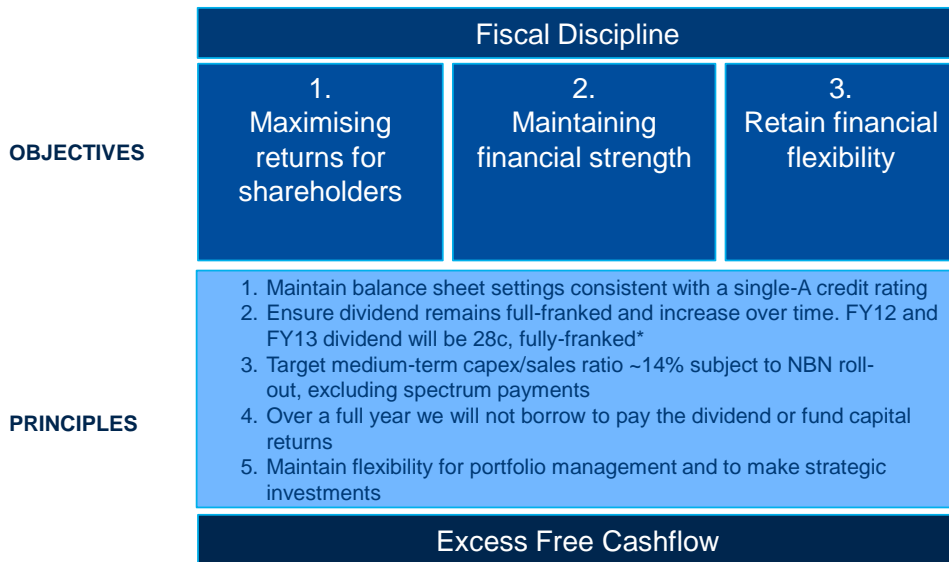 Fiscal Discipline
OBJECTIVES
1.
Maximising
returns for
shareholders
2.
Maintaining
financial strength
3.
Retain financial
flexibility
PRINCIPLES
1. Maintain balance sheet settings consistent with a single-A credit rating
2. Ensure dividend remains full-franked and increase over time. FY12 and
FY13 dividend will be 28c, fully-franked*
3. Target medium-term capex/sales ratio ~14% subject to NBN roll-
out, excluding spectrum payments
4. Over a full year we will not borrow to pay the dividend or fund capital
returns
5. Maintain flexibility for portfolio management and to make strategic
investments
Excess Free Cashflow